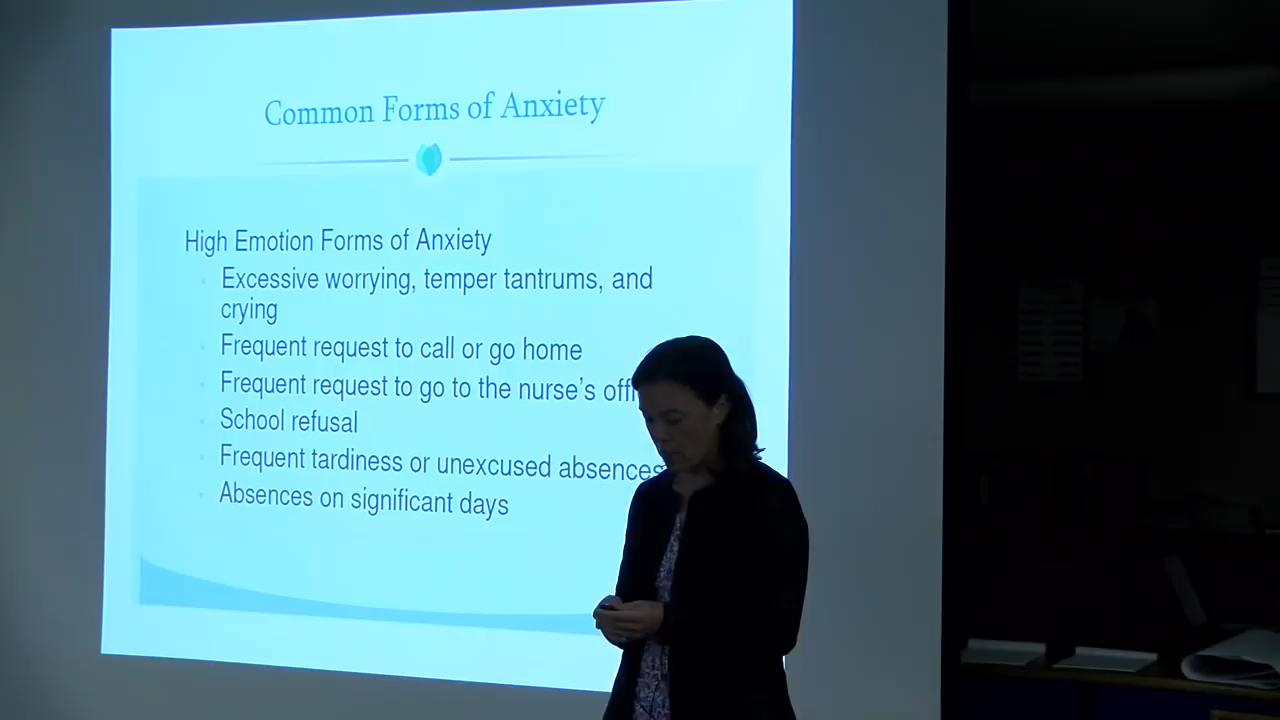 Common Forms of Anxiety
High Emotion Forms of Anxiety
Excessive worrying, temper tantrums, and
crying
Frequent request to call or go home
Frequent request to go to the nurse's off
School refusal
Frequent tardiness or unexcused absences
Absences on significant days